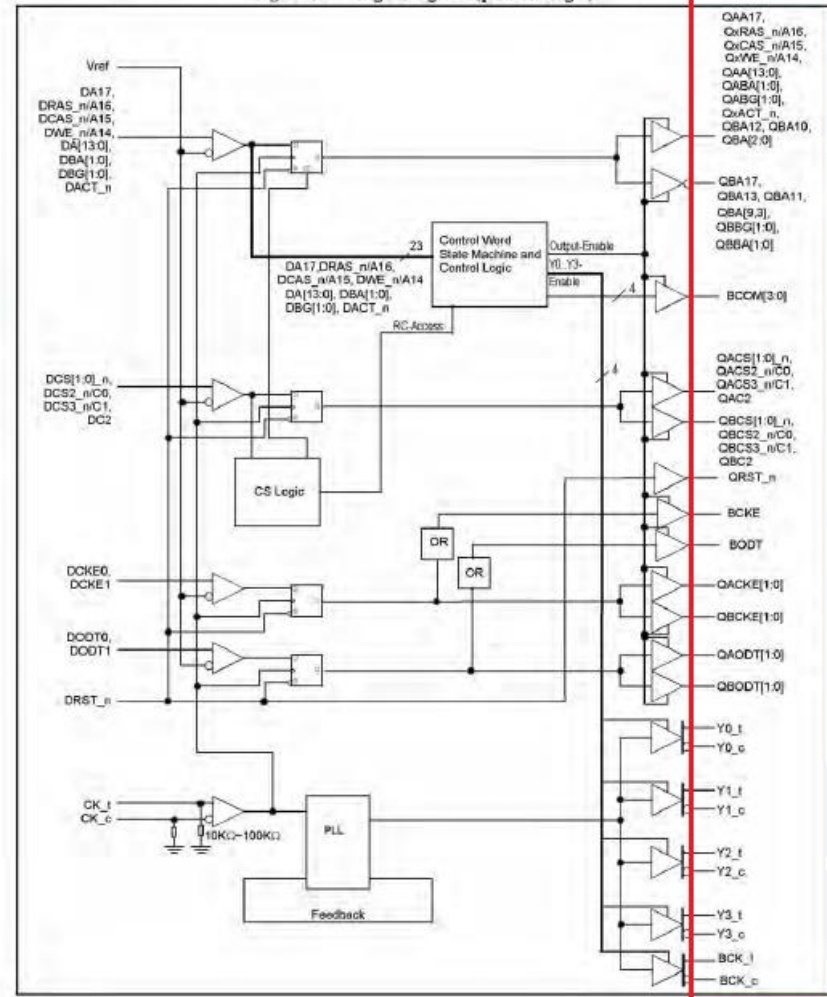 Vref
DA17,
DRAS_n/A16,
DCAS_n/A15,
DWE_n/A14,
DA[13:0],
DBA[1:0],
DBG[1:0],
DACT_n
23
DA17,DRAS_n/A16,
DCAS_n/A15, DWE_n/A14
DA[13:0], DBA[1:0],
DBG[1:0], DACT_n
Control Word
State Machine and
Control Logic
Output-Enable
Y0..Y3-
Enable
4
4
RC-Access
DCS[1:0]_n,
DCS2_n/C0,
DCS3_n/C1,
DC2
CS Logic
OR
OR
DCKE0,
DCKE1
DODT0,
DODT1
DRST_n
CK_t
CK_c
10KΩ~100KΩ
PLL
Feedback
QAA17,
QxRAS_n/A16,
QxCAS_n/A15,
QxWE_n/A14,
QAA[13:0],
QABA[1:0],
QABG[1:0],
QxACT_n,
QBA12, QBA10,
QBA[2:0]
QBA17,
QBA13, QBA11,
QBA[9,3],
QBBG[1:0],
QBBA[1:0]
BCOM[3:0]
QACS[1:0]_n,
QACS2_n/C0,
QACS3_n/C1,
QAC2
QBCS[1:0]_n,
QBCS2_n/C0,
QBCS3_n/C1,
QBC2
QRST_n
BCKE
BODT
QACKE[1:0]
QBCKE[1:0]
QAODT[1:0]
QBODT[1:0]
Y0_t
Y0_c
Y1_t
Y1_c
Y2_t
Y2_c
Y3_t
Y3_c
BCK_t
BCK_c